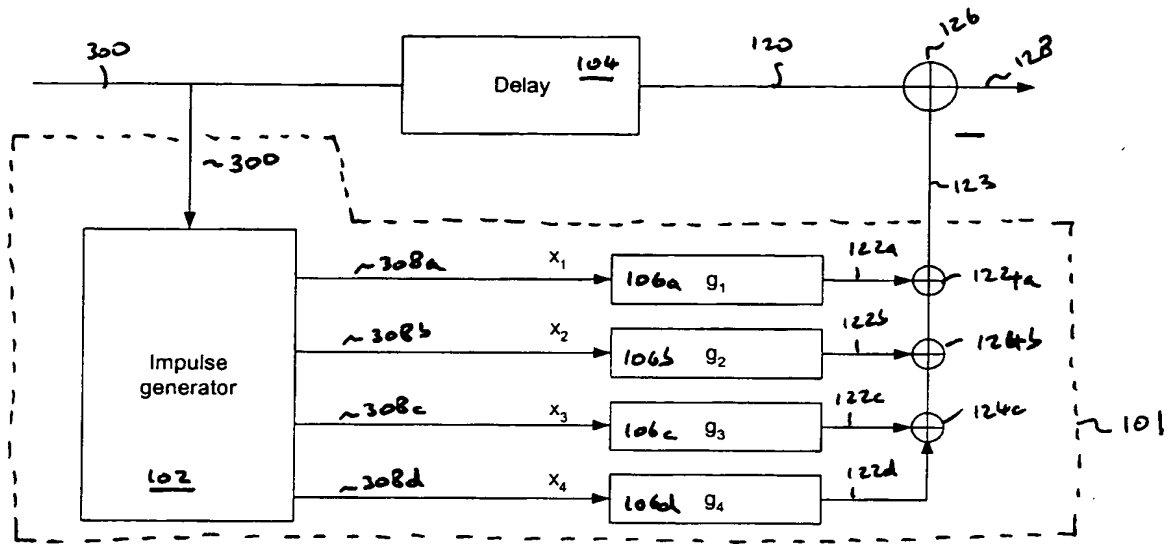 300
Delay 104
120
126
128
~300
—
123
Impulse generator
102
~308a x1
106a g1
122a
1224a
~308b x2
106b g2
122b
124b
~308c x3
106c g3
122c
124c
~308d x4
106d g4
122d
~101